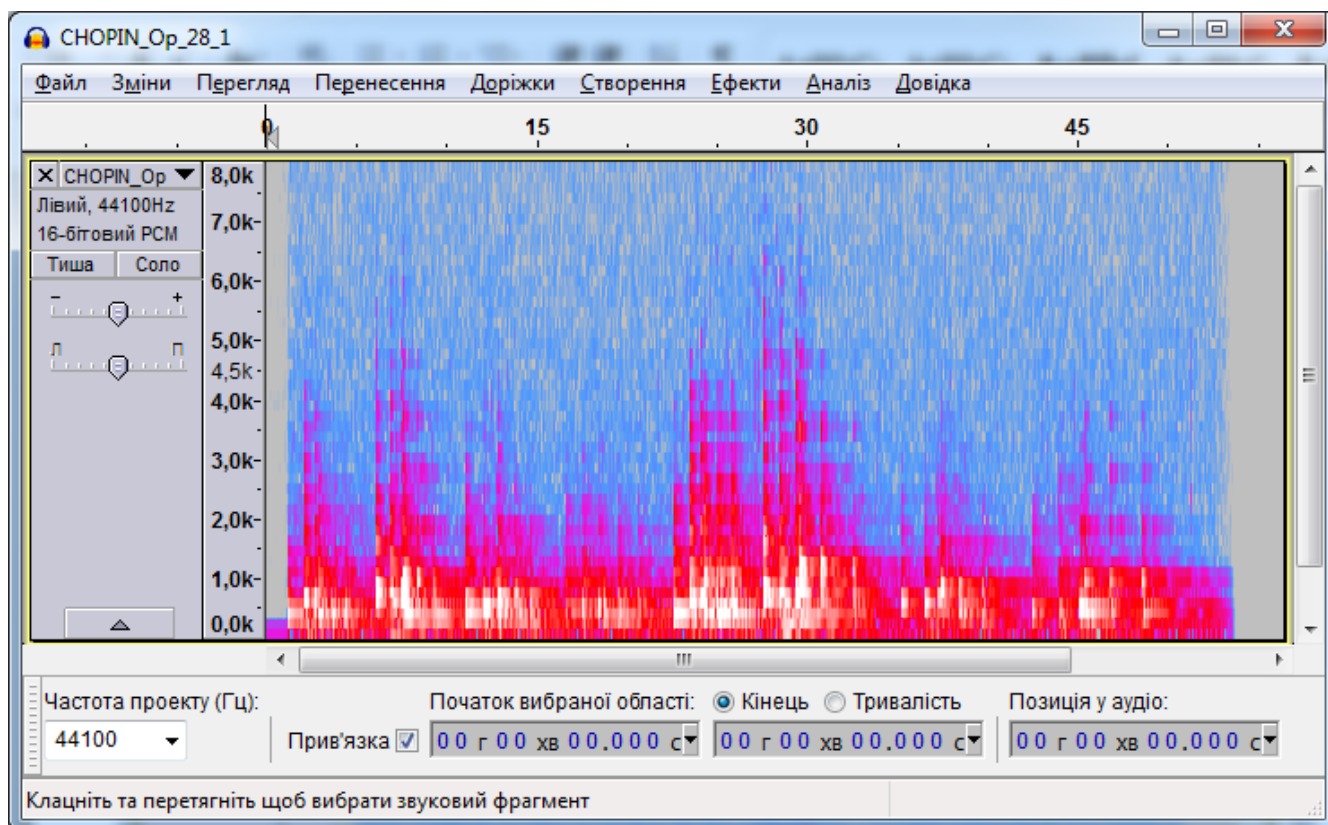 CHOPIN_Op_28_1
Файл Зміни Перегляд Перенесення Доріжки Створення Ефекти Аналіз Довідка
0 15 30 45
CHOPIN_Op
Лівий, 44100Hz
16-бітовий PCM
Тиша Соло
- +
Л П
8,0k
7,0k-
6,0k-
5,0k-
4,5k-
4,0k-
3,0k-
2,0k-
1,0k-
0,0k
Частота проекту (Гц): Початок вибраної області: Кінець Тривалість Позиція у аудіо:
44100 Прив'язка 00 г 00 хв 00.000 с 00 г 00 хв 00.000 с 00 г 00 хв 00.000 с
Клацніть та перетягніть щоб вибрати звуковий фрагмент